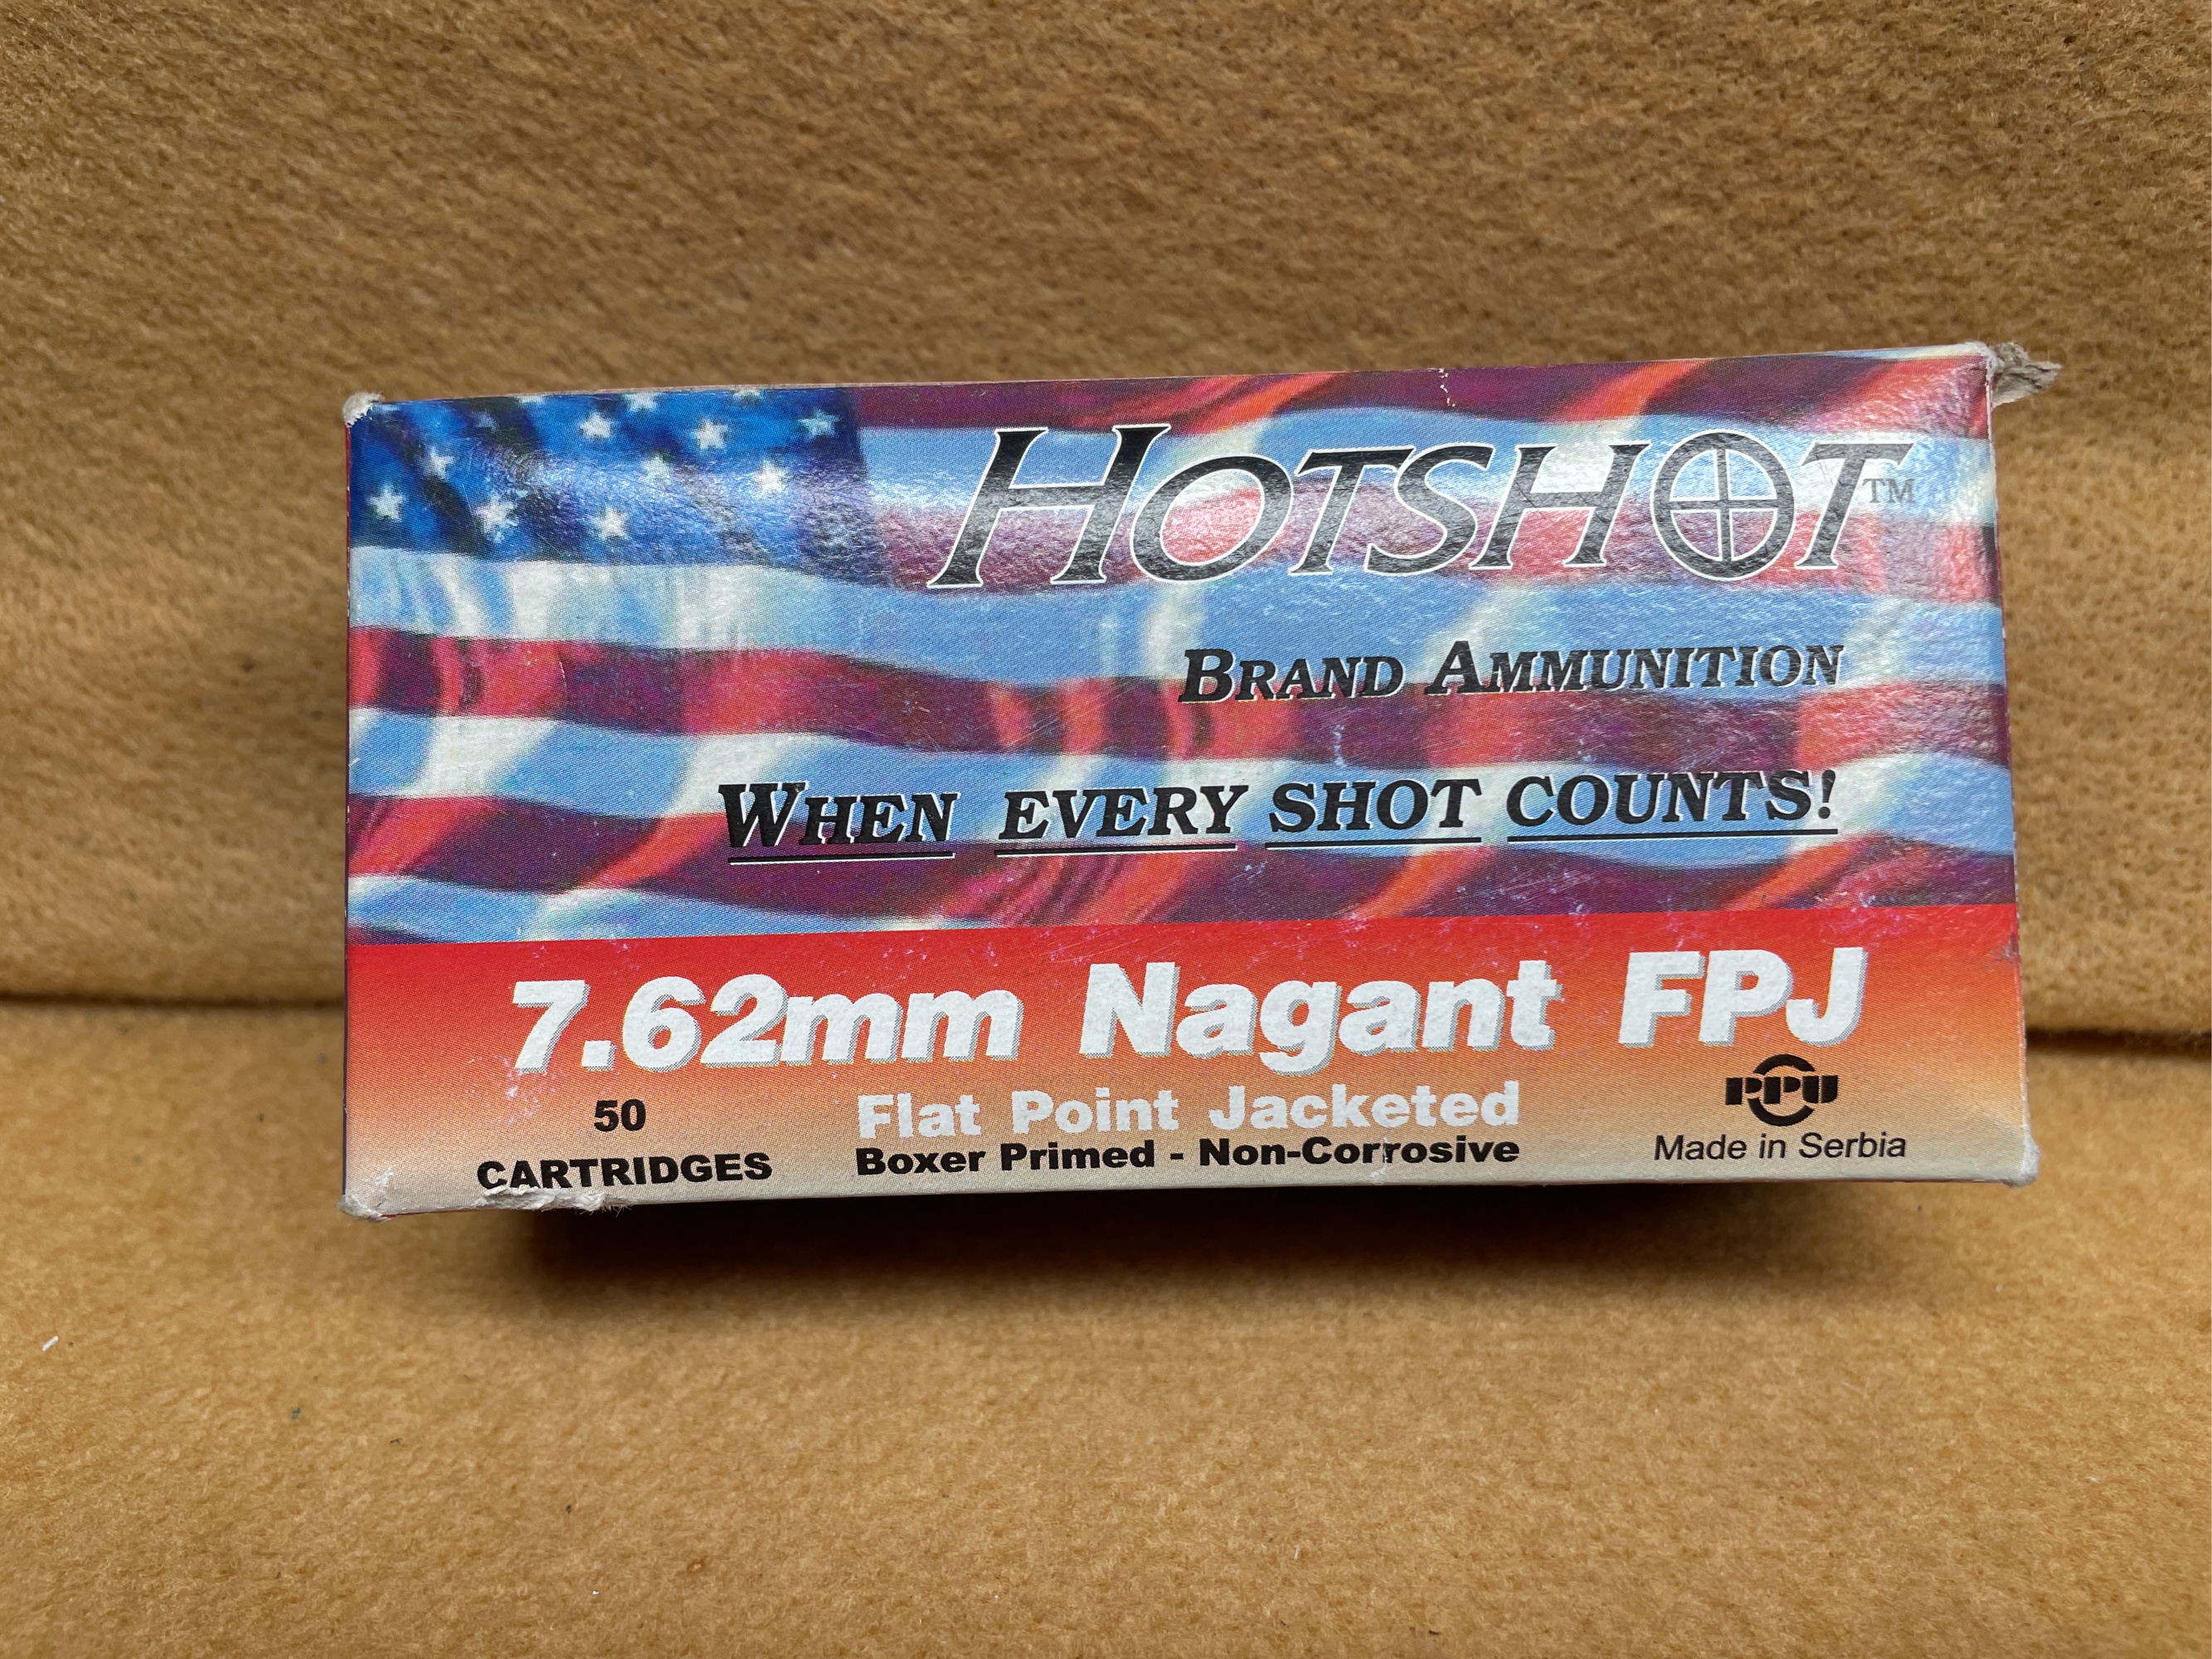 HOTSHOT™
BRAND AMMUNITION
WHEN EVERY SHOT COUNTS!
7.62mm Nagant FPJ
50
CARTRIDGES
Flat Point Jacketed
Boxer Primed - Non-Corrosive
PPU
Made in Serbia